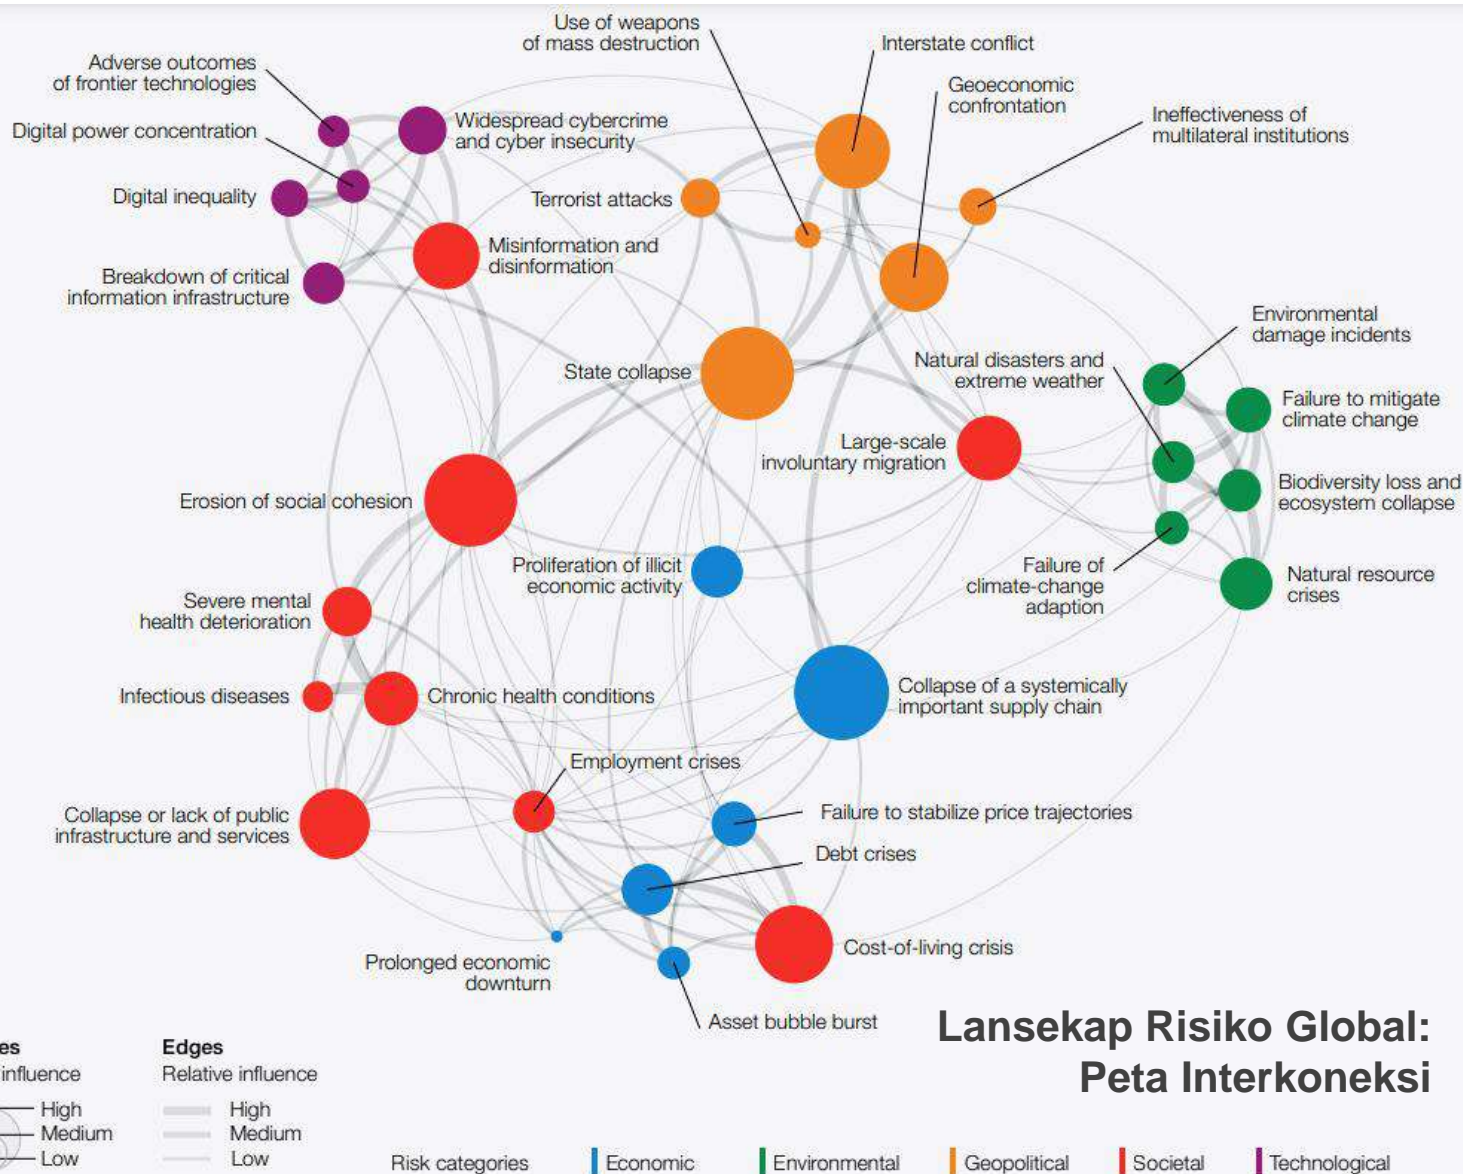 Use of weapons
of mass destruction
Interstate conflict
Adverse outcomes
of frontier technologies
Geoeconomic
confrontation
Ineffectiveness of
multilateral institutions
Digital power concentration
Widespread cybercrime
and cyber insecurity
Digital inequality
Terrorist attacks
Misinformation and
disinformation
Breakdown of critical
information infrastructure
Environmental
damage incidents
Natural disasters and
extreme weather
State collapse
Failure to mitigate
climate change
Large-scale
involuntary migration
Biodiversity loss and
ecosystem collapse
Erosion of social cohesion
Proliferation of illicit
economic activity
Failure of
climate-change
adaption
Natural resource
crises
Severe mental
health deterioration
Infectious diseases
Chronic health conditions
Collapse of a systemically
important supply chain
Employment crises
Collapse or lack of public
infrastructure and services
Failure to stabilize price trajectories
Debt crises
Cost-of-living crisis
Prolonged economic
downturn
Asset bubble burst
Lansekap Risiko Global:
Peta Interkoneksi
es
influence
High
Medium
Low
Edges
Relative influence
High
Medium
Low
Risk categories
Economic
Environmental
Geopolitical
Societal
Technological